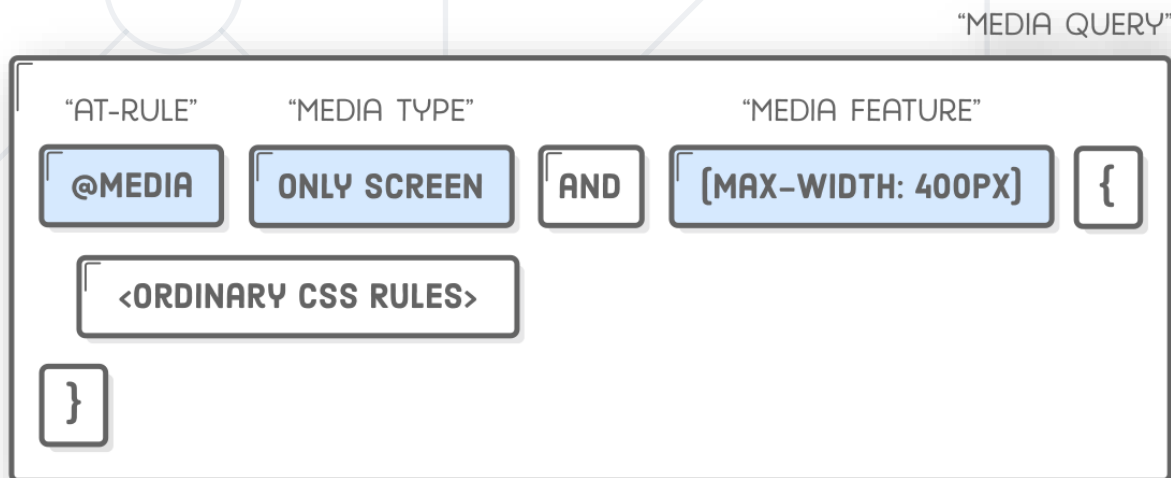 “MEDIA QUERY”
“AT-RULE” “MEDIA TYPE” “MEDIA FEATURE”
@MEDIA ONLY SCREEN AND (MAX-WIDTH: 400PX) {
<ORDINARY CSS RULES>
}